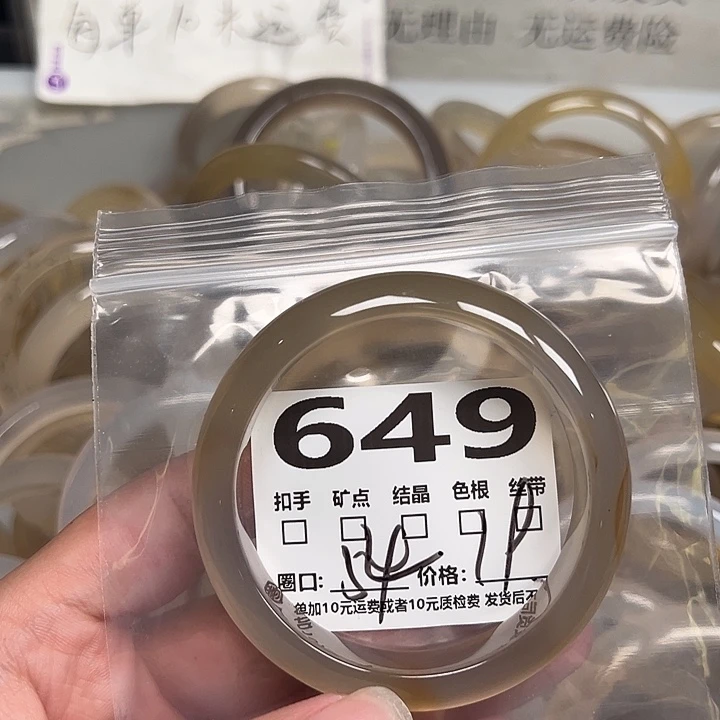 无理由 无运费险
649
扣手 矿点 结晶 色根 丝带
圈口: 54 价格:
单加10元运费或者10元质检费 发货后不